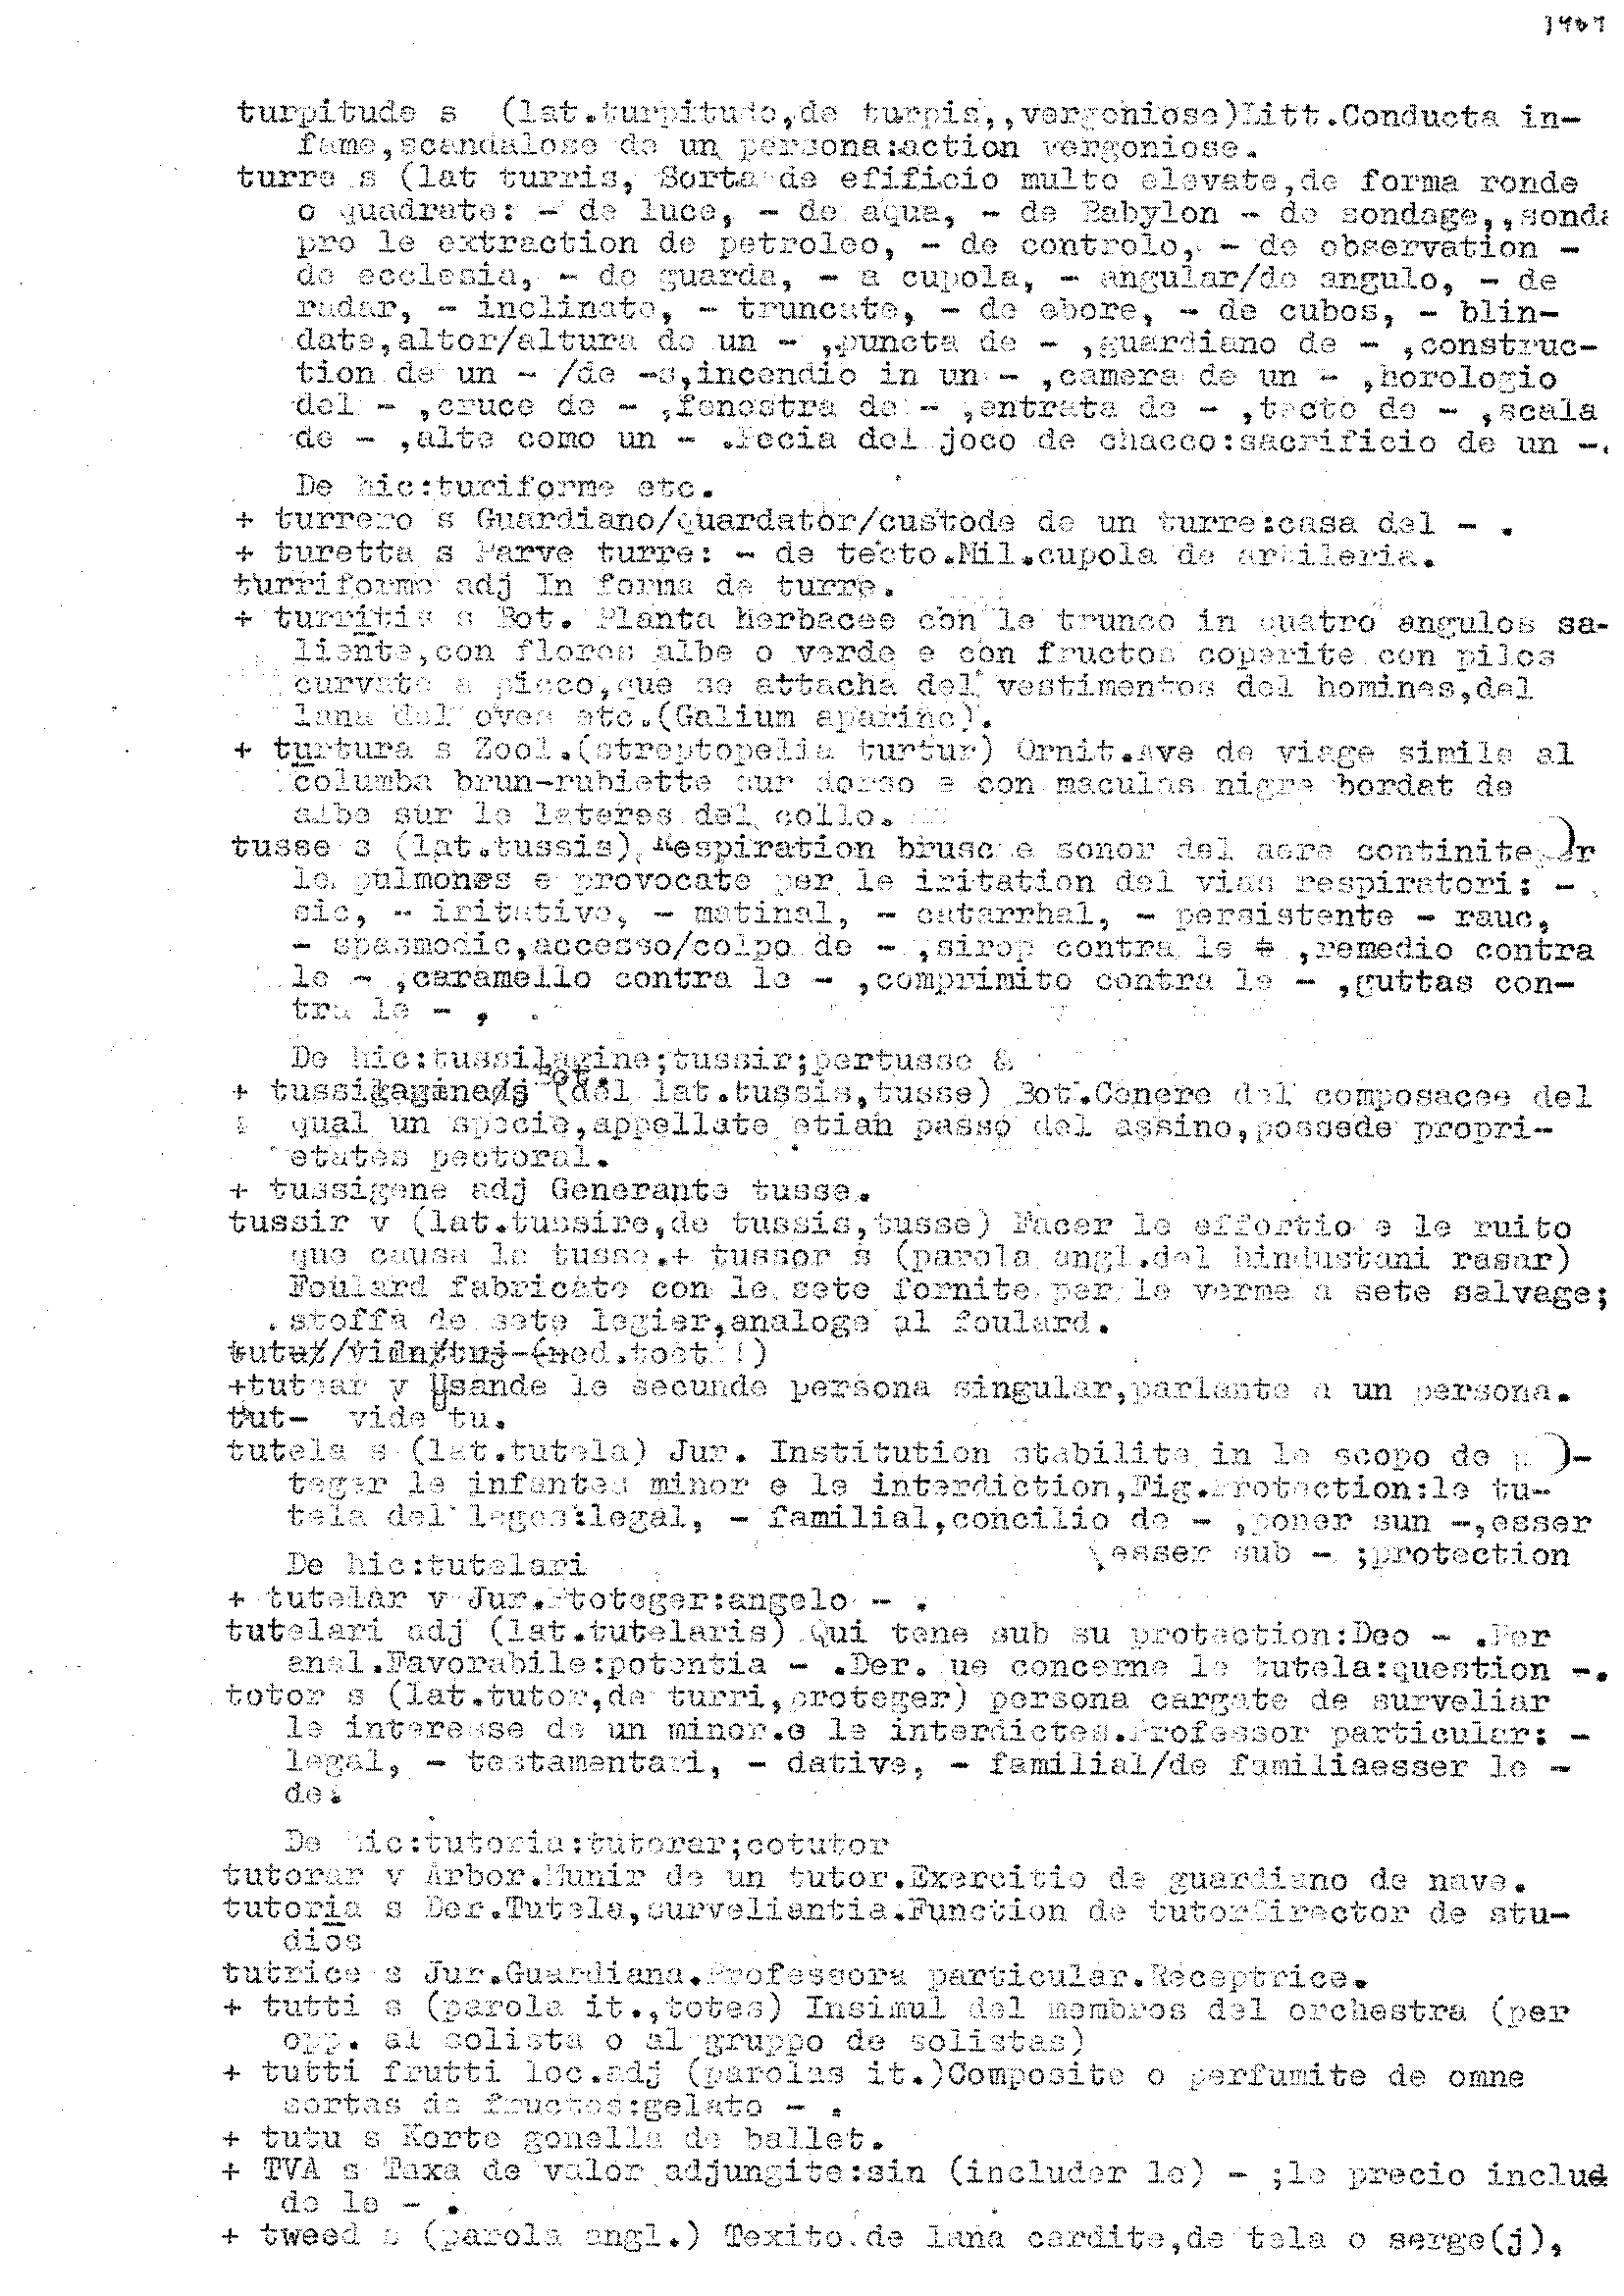 turpitude s (lat.turpitudo,de turpis,,vergoniose)Litt.Conducta in-
fame,scandalose de un persona:action vergoniose.
turre s (lat turris, Sorta de efificio multo elevate,de forma ronde
o quadrate: - de luce, - de aqua, - de Babylon - de sondage,,sonda
pro le extraction de petroleo, - de controlo, - de observation -
de ecclesia, - de guarda, - a cupola, - angular/de angulo, - de
radar, - inclinate, - truncate, - de ebore, - de cubos, - blin-
date,altor/altura de un - ,puncta de - ,guardiano de - ,construc-
tion de un - /de -s,incendio in un - ,camera de un - ,horologio
del - ,cruce de - ,fenestra de - ,entrata de - ,tecto de - ,scala
de - ,alte como un - .Pecia del joco de chacco:sacrificio de un -.
De hic:turiforme etc.
+ turrero s Guardiano/guardator/custode de un turre:casa del - .
+ turetta s Parve turre: - de tecto.Mil.cupola de artileria.
turriforme adj In forma de turre.
+ turritis s Bot. Planta herbacee con le trunco in quatro angulos sa-
liente,con flores albe o verde e con fructos coperite con pilos
curvate a picco,que se attacha del vestimentos del homines,del
lana del oves etc.(Galium aparino).
+ turtura s Zool.(streptopelia turtur) Ornit.Ave de viage simile al
columba brun-rubiette sur dorso e con maculas nigre bordat de
albe sur le lateres del collo.
tusse s (lat.tussis) Respiration brusc e sonor del aere continite
le pulmones e provocate per le iritation del vias respiratori: -
sic, - iritative, - matinal, - catarrhal, - persistente - rauc,
- spasmodic,accesso/colpo de - ,sirop contra le - ,remedio contra
le - ,caramello contra le - ,comprimito contra le - ,guttas con-
tra le - ,
De hic:tussilagine;tussir;pertusse &
+ tussilagine s (del lat.tussis,tusse) Bot.Genere del composacee del
qual un specie,appellate etiah passo del assino,possede propri-
etates pectoral.
+ tussigene adj Generante tusse.
tussir v (lat.tussire,de tussis,tusse) Facer le effortio e le ruito
que causa le tusse.+ tussor s (parola angl.del hindustani rasar)
Foulard fabricate con le sete fornite per le verme a sete salvage;
stoffa de sete legier,analoge al foulard.
+tutear v Usande le secunde persona singular,parlante a un persona.
tut- vide tu.
tutela s (lat.tutela) Jur. Institution stabilite in le scopo de
teger le infantes minor e le interdiction,Fig.Protection:le tu-
tela del leges:legal, - familial,concilio de - ,poner sun -,esser
esser sub - ;protection
De hic:tutelari
+ tutelar v Jur.Ptoteger:angelo - .
tutelari adj (lat.tutelaris) Qui tene sub su protection:Deo - .Per
anal.Favorabile:potentia - .Der. ue concerne le tutela:question -.
totor s (lat.tutor,de turri,proteger) persona cargate de surveliar
le interesse de un minor.e le interdictes.Professor particular: -
legal, - testamentari, - dative, - familial/de familiaesser le -
de:
De hic:tutoria:tutorar;cotutor
tutorar v Arbor.Munir de un tutor.Exercitio de guardiano de nave.
tutoria s Der.Tutela,surveliantia.Function de tutorDirector de stu-
dios
tutrice s Jur.Guardiana.Professora particular.Receptrice.
+ tutti s (parola it.,totes) Insimul del membros del orchestra (per
opp. al solista o al gruppo de solistas)
+ tutti frutti loc.adj (parolas it.)Composite o perfumite de omne
sortas de fructos:gelato - .
+ tutu s Korte gonella de ballet.
+ TVA s Taxa de valor adjungite:sin (includer le) - ;le precio includ
de le - .
+ tweed s (parola angl.) Texito de lana cardite,de tela o serge(j),